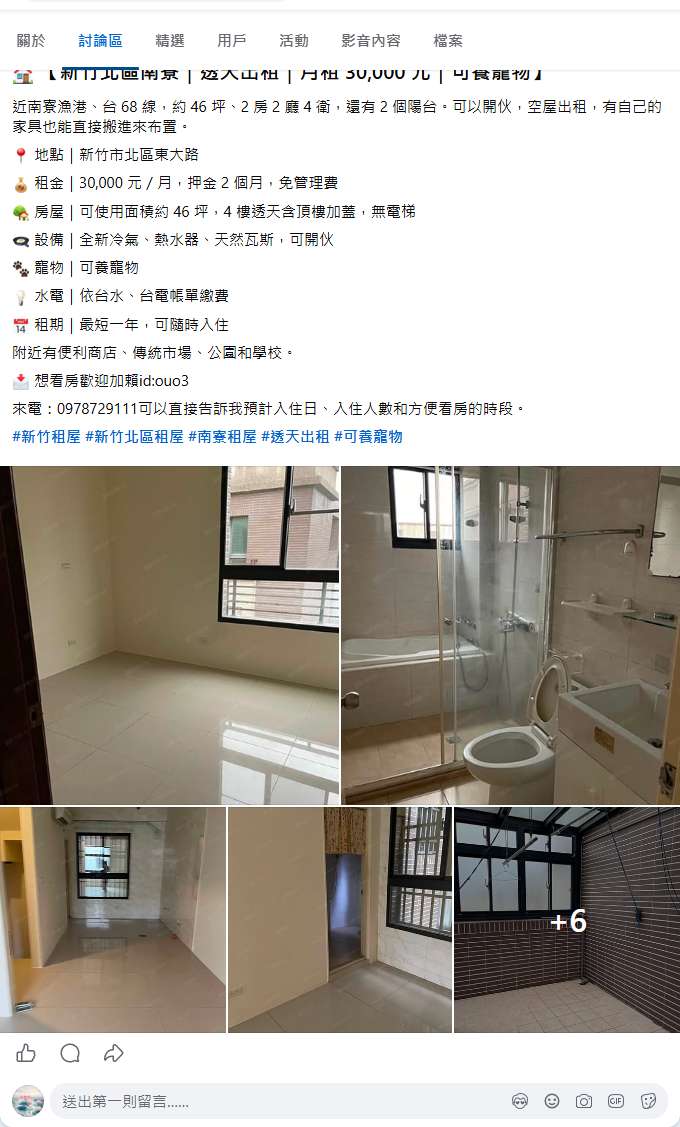 關於 討論區 精選 用戶 活動 影音內容 檔案
【新竹北區南寮｜透天出租｜月租 30,000 元｜可養寵物】
近南寮漁港、台 68 線，約 46 坪、2 房 2 廳 4 衛，還有 2 個陽台。可以開伙，空屋出租，有自己的
家具也能直接搬進來布置。
📍 地點｜新竹市北區東大路
💰 租金｜30,000 元 / 月，押金 2 個月，免管理費
🏡 房屋｜可使用面積約 46 坪，4 樓透天含頂樓加蓋，無電梯
🍳 設備｜全新冷氣、熱水器、天然瓦斯，可開伙
🐾 寵物｜可養寵物
💡 水電｜依台水、台電帳單繳費
📅 租期｜最短一年，可隨時入住
附近有便利商店、傳統市場、公園和學校。
📩 想看房歡迎加賴id:ouo3
來電：0978729111可以直接告訴我預計入住日、入住人數和方便看房的時段。
#新竹租屋 #新竹北區租屋 #南寮租屋 #透天出租 #可養寵物
+6
送出第一則留言......
GIF